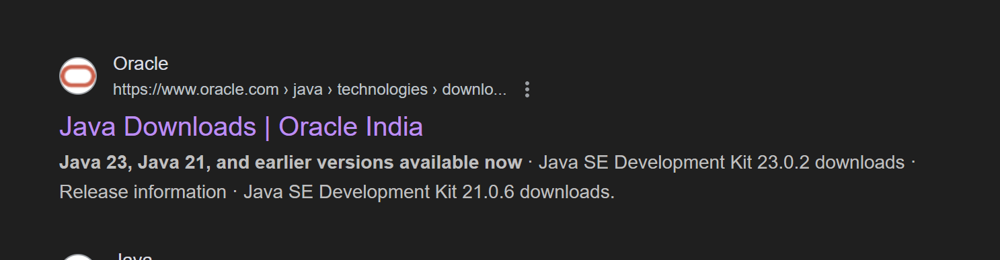 Oracle
https://www.oracle.com › java › technologies › downlo...
Java Downloads | Oracle India
Java 23, Java 21, and earlier versions available now · Java SE Development Kit 23.0.2 downloads ·
Release information · Java SE Development Kit 21.0.6 downloads.
Java